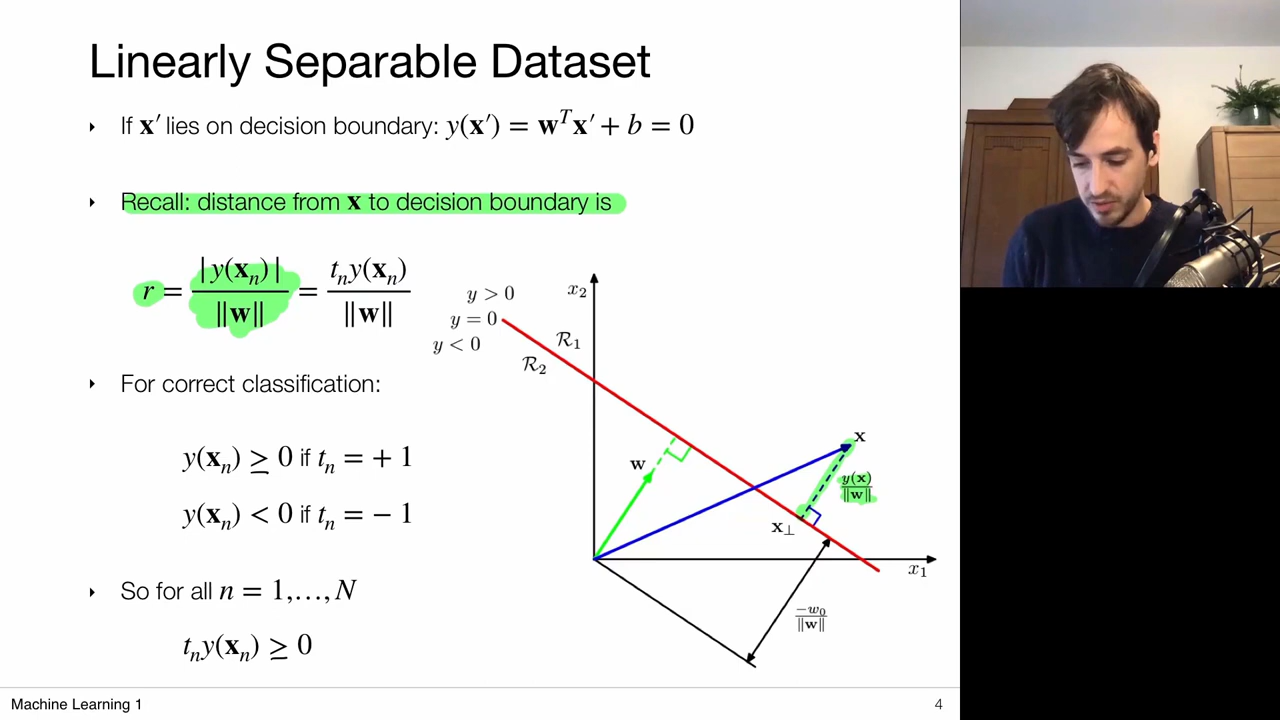 Linearly Separable Dataset
‣ If 𝐱′ lies on decision boundary: y(𝐱′) = 𝐰ᵀ𝐱′ + b = 0
‣ Recall: distance from 𝐱 to decision boundary is
r = |y(𝐱ₙ)| / ‖𝐰‖ = tₙy(𝐱ₙ) / ‖𝐰‖
‣ For correct classification:
y(𝐱ₙ) ≥ 0 if tₙ = + 1
y(𝐱ₙ) < 0 if tₙ = − 1
‣ So for all n = 1,…,N
tₙy(𝐱ₙ) ≥ 0
y > 0
y = 0
y < 0
x₂
ℛ₁
ℛ₂
𝐰
𝐱
y(𝐱) / ‖𝐰‖
𝐱⊥
x₁
−w₀ / ‖𝐰‖
Machine Learning 1
4